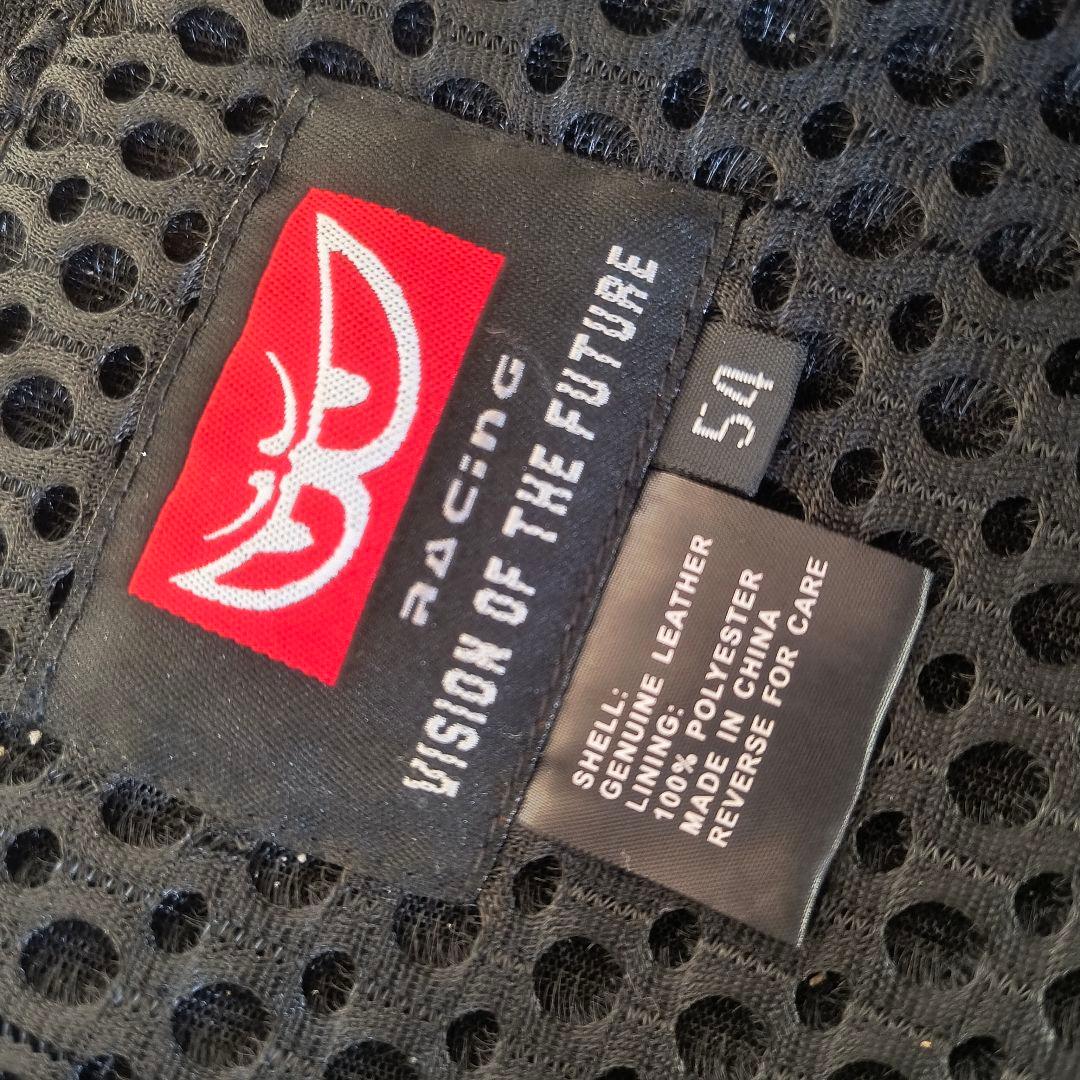 RACING
VISION OF THE FUTURE
54
SHELL:
GENUINE LEATHER
LINING:
100% POLYESTER
MADE IN CHINA
REVERSE FOR CARE